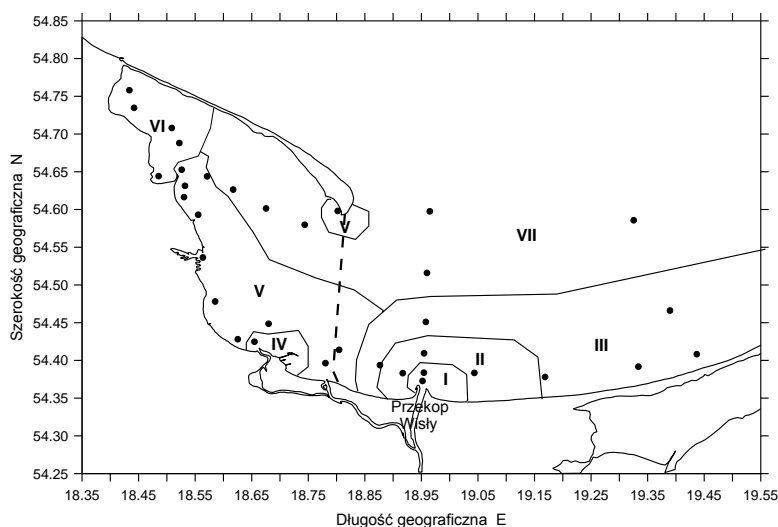 54.85
54.80
54.75
54.70
54.65
54.60
54.55
54.50
54.45
54.40
54.35
54.30
54.25
Szerokość geograficzna N
VI
V
VII
V
IV
III
II
I
Przekop
Wisły
18.35 18.45 18.55 18.65 18.75 18.85 18.95 19.05 19.15 19.25 19.35 19.45 19.55
Długość geograficzna E